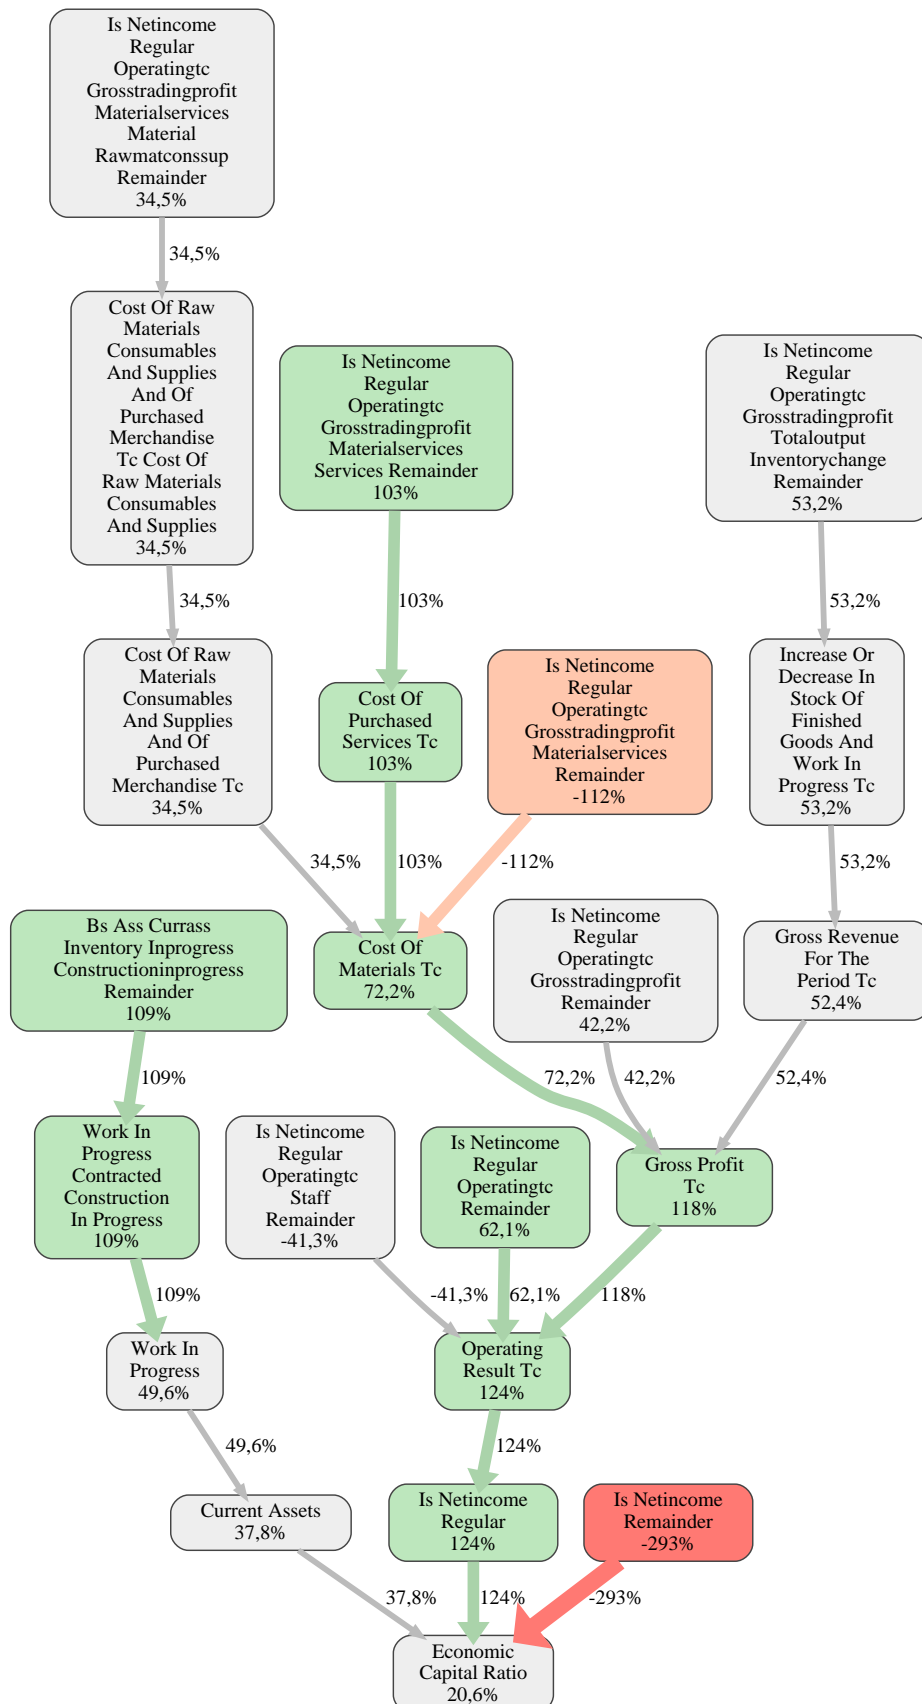 Is Netincome
Regular
Operatingtc
Grosstradingprofit
Materialservices
Material
Rawmatconssup
Remainder
34,5%
34,5%
Cost Of Raw
Materials
Consumables
And Supplies
And Of
Purchased
Merchandise
Tc Cost Of
Raw Materials
Consumables
And Supplies
34,5%
Is Netincome
Regular
Operatingtc
Grosstradingprofit
Materialservices
Services Remainder
103%
Is Netincome
Regular
Operatingtc
Grosstradingprofit
Totaloutput
Inventorychange
Remainder
53,2%
34,5%
103%
53,2%
Cost Of Raw
Materials
Consumables
And Supplies
And Of
Purchased
Merchandise Tc
34,5%
Cost Of
Purchased
Services Tc
103%
Is Netincome
Regular
Operatingtc
Grosstradingprofit
Materialservices
Remainder
-112%
Increase Or
Decrease In
Stock Of
Finished
Goods And
Work In
Progress Tc
53,2%
34,5%
103%
-112%
53,2%
Bs Ass Currass
Inventory Inprogress
Constructioninprogress
Remainder
109%
Cost Of
Materials Tc
72,2%
Is Netincome
Regular
Operatingtc
Grosstradingprofit
Remainder
42,2%
Gross Revenue
For The
Period Tc
52,4%
109%
72,2%
42,2%
52,4%
Work In
Progress
Contracted
Construction
In Progress
109%
Is Netincome
Regular
Operatingtc
Staff
Remainder
-41,3%
Is Netincome
Regular
Operatingtc
Remainder
62,1%
Gross Profit
Tc
118%
109%
-41,3%
62,1%
118%
Work In
Progress
49,6%
Operating
Result Tc
124%
49,6%
124%
Current Assets
37,8%
Is Netincome
Regular
124%
Is Netincome
Remainder
-293%
37,8%
124%
-293%
Economic
Capital Ratio
20,6%